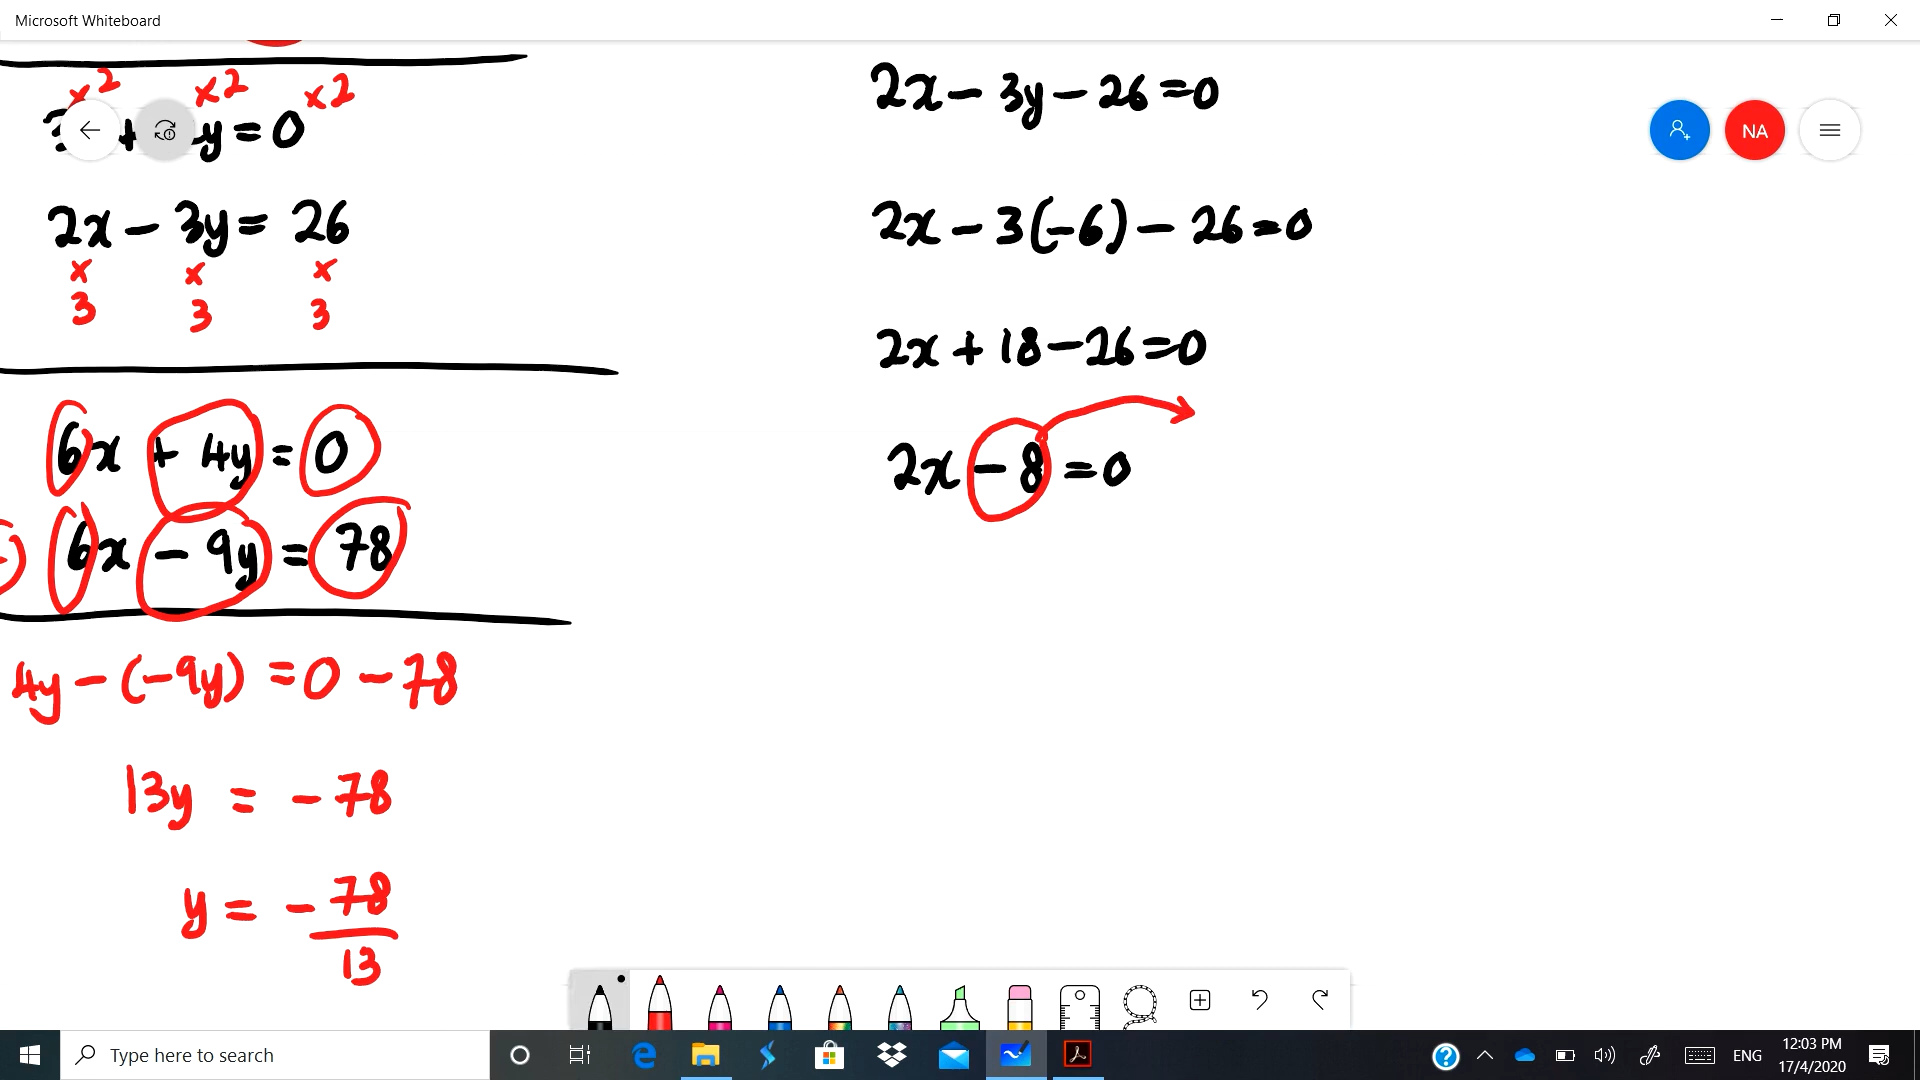 Microsoft Whiteboard
×2 ×2 ×2
+ y = 0
2x - 3y = 26
× × ×
3 3 3
6x + 4y = 0
6x - 9y = 78
4y - (-9y) = 0 - 78
13y = - 78
y = - 78/13
2x - 3y - 26 = 0
2x - 3(-6) - 26 = 0
2x + 18 - 26 = 0
2x - 8 = 0
NA
Type here to search
ENG
12:03 PM
17/4/2020